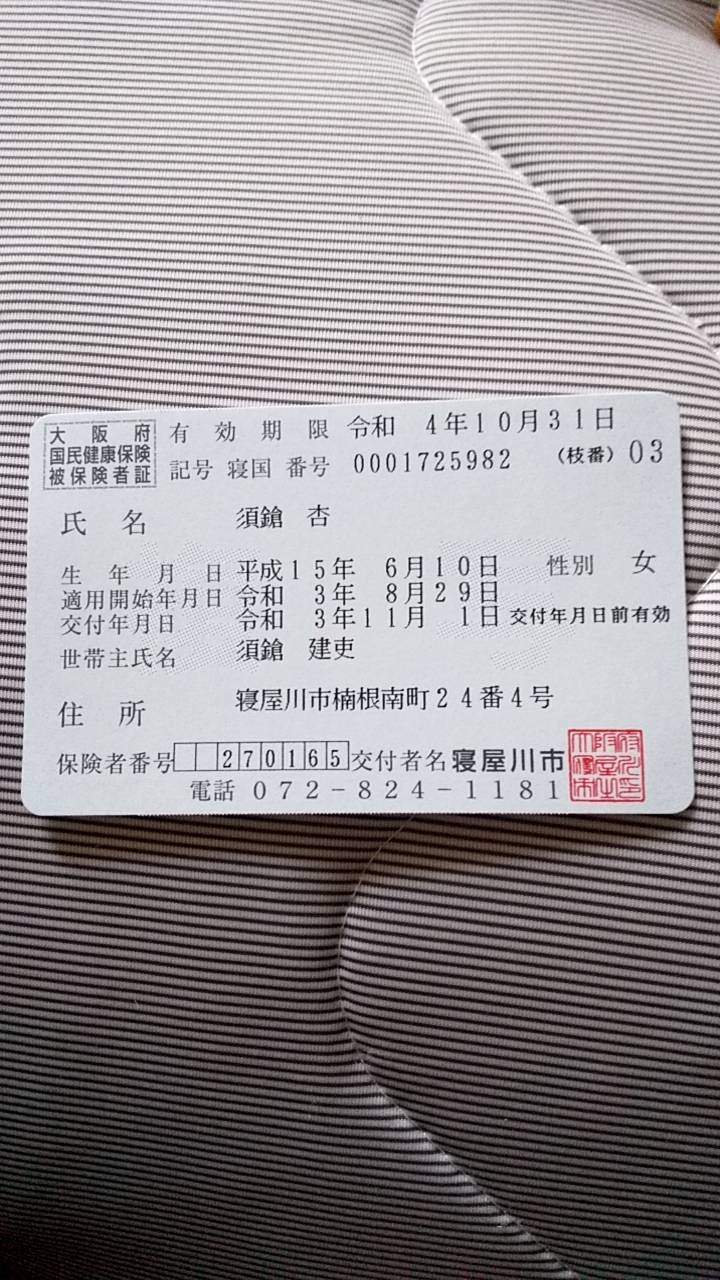 大阪府
国民健康保険
被保険者証
有効期限 令和 4年10月31日
記号 寝国 番号 0001725982 (枝番) 03
氏名 須鎗 杏
生年月日 平成15年 6月10日 性別 女
適用開始年月日 令和 3年 8月29日
交付年月日 令和 3年11月 1日 交付年月日前有効
世帯主氏名 須鎗 建吏
住所 寝屋川市楠根南町24番4号
保険者番号 270165 交付者名 寝屋川市
電話 072-824-1181